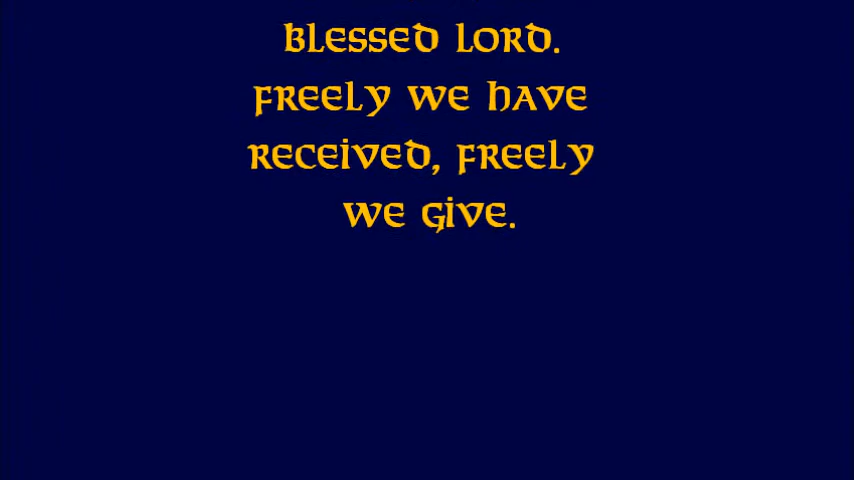 BLESSED LORD.
FREELY WE HAVE
RECEIVED, FREELY
WE GIVE.